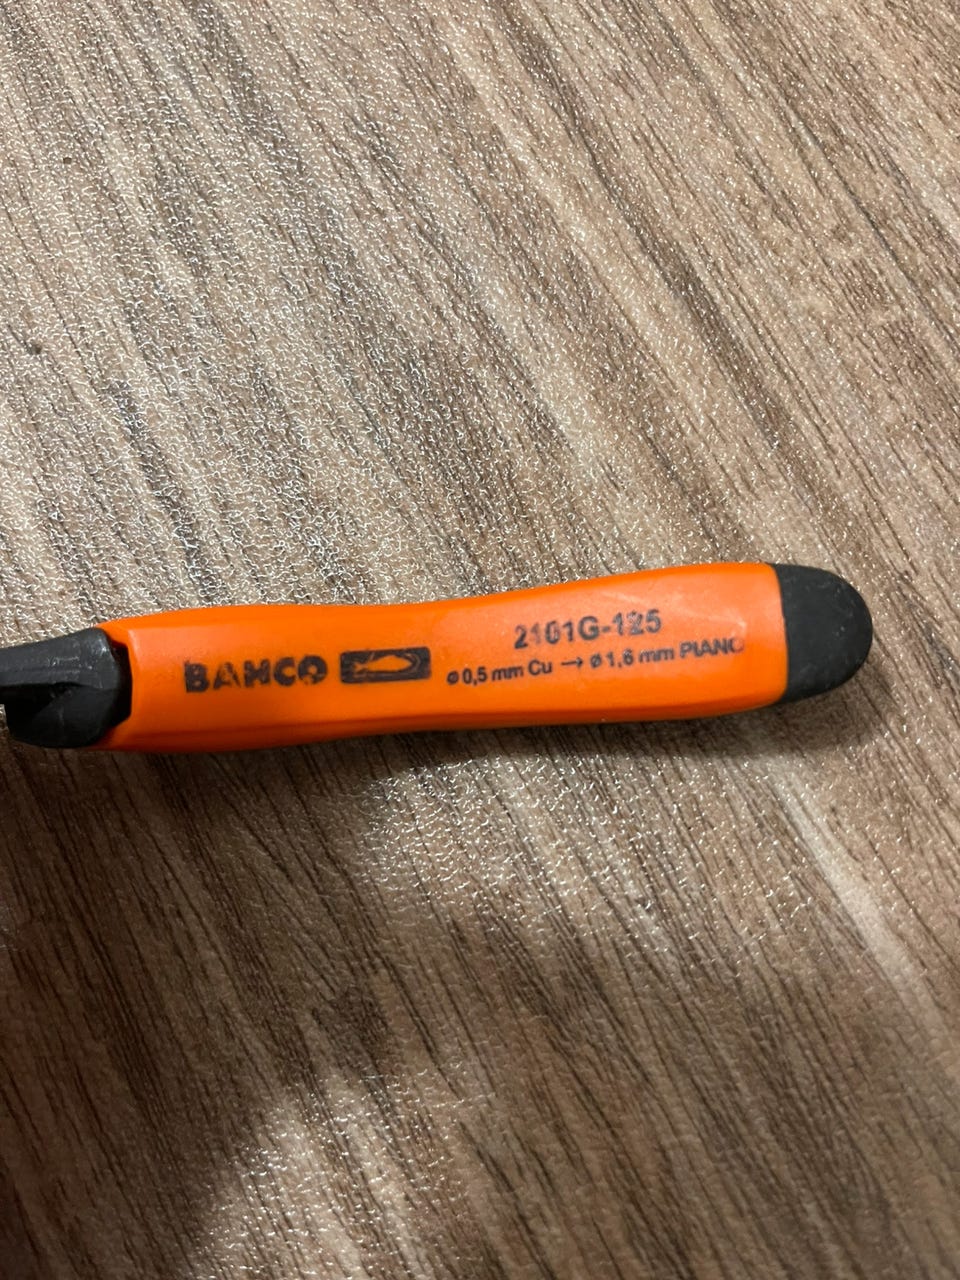 BAHCO
2101G-125
ø 0,5 mm Cu → ø 1,6 mm PIANO